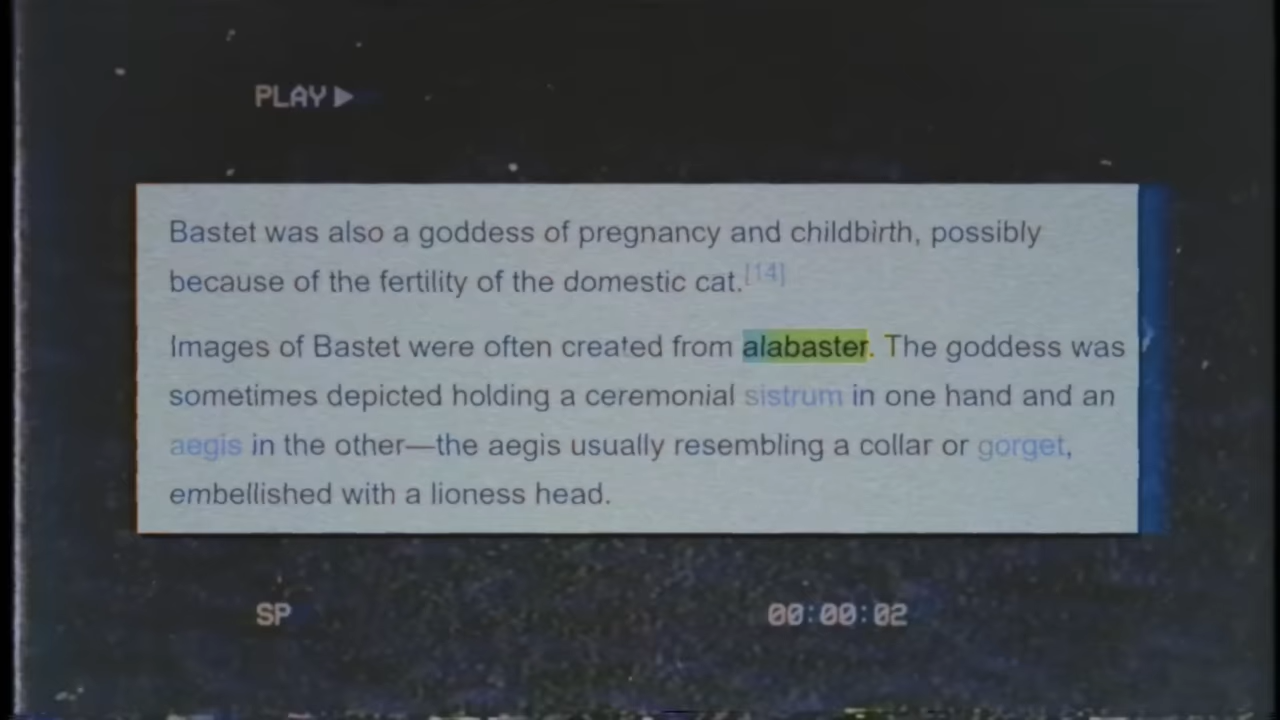 PLAY▶
Bastet was also a goddess of pregnancy and childbirth, possibly
because of the fertility of the domestic cat.[14]
Images of Bastet were often created from alabaster. The goddess was
sometimes depicted holding a ceremonial sistrum in one hand and an
aegis in the other—the aegis usually resembling a collar or gorget,
embellished with a lioness head.
SP 00:00:02